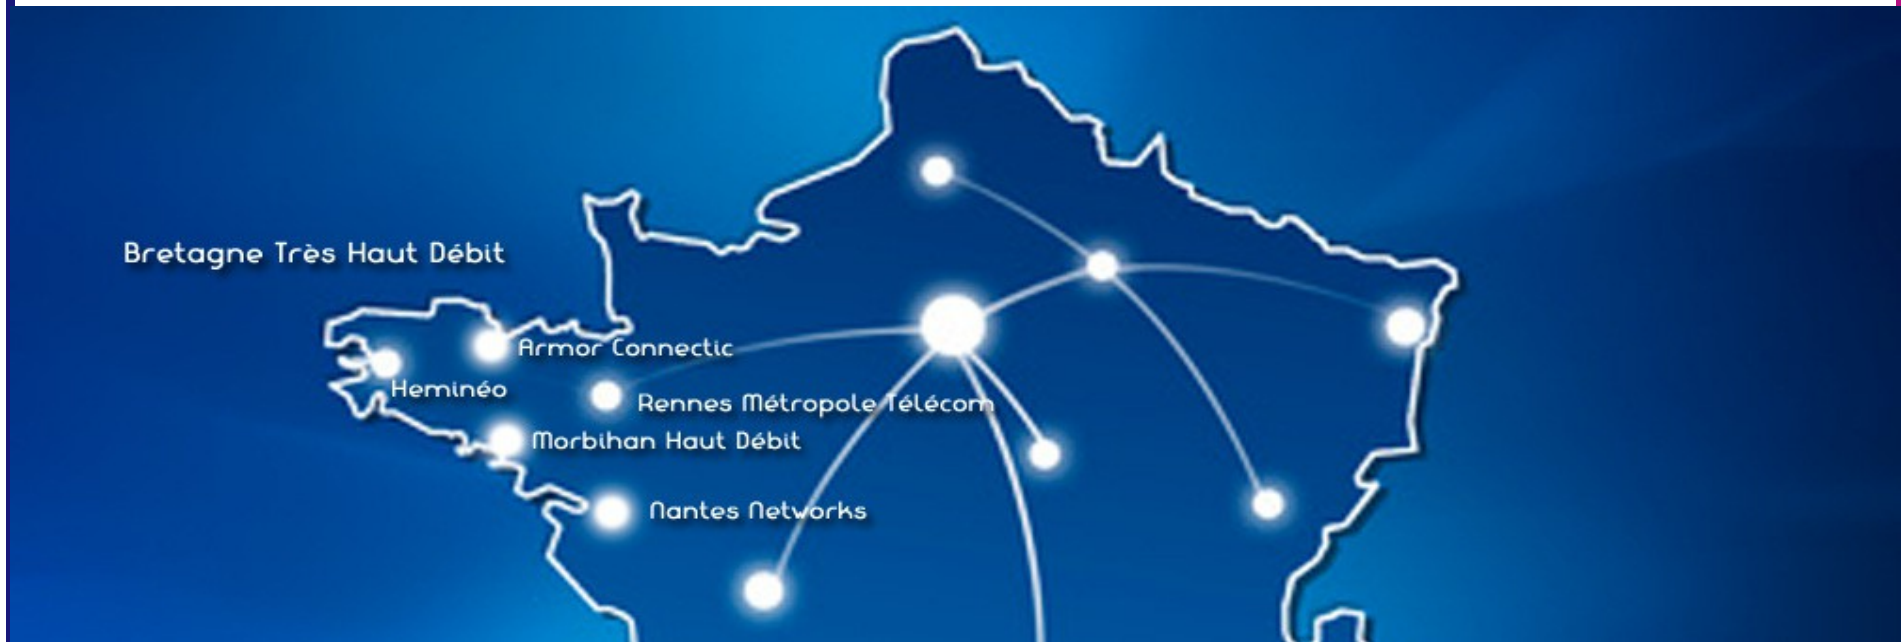 Bretagne Très Haut Débit
Armor Connectic
Heminéo
Rennes Métropole Télécom
Morbihan Haut Débit
Nantes Networks